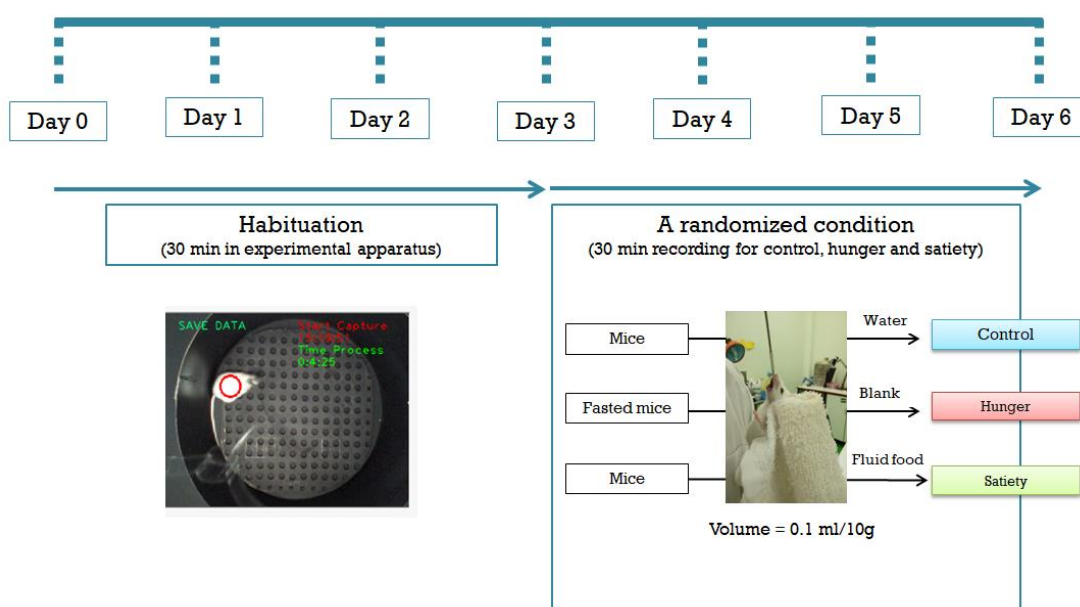 Day 0
Day 1
Day 2
Day 3
Day 4
Day 5
Day 6
Habituation
(30 min in experimental apparatus)
SAVE DATA
Start Capture
Time Process
0:4:25
A randomized condition
(30 min recording for control, hunger and satiety)
Mice
Water
Control
Fasted mice
Blank
Hunger
Mice
Fluid food
Satiety
Volume = 0.1 ml/10g